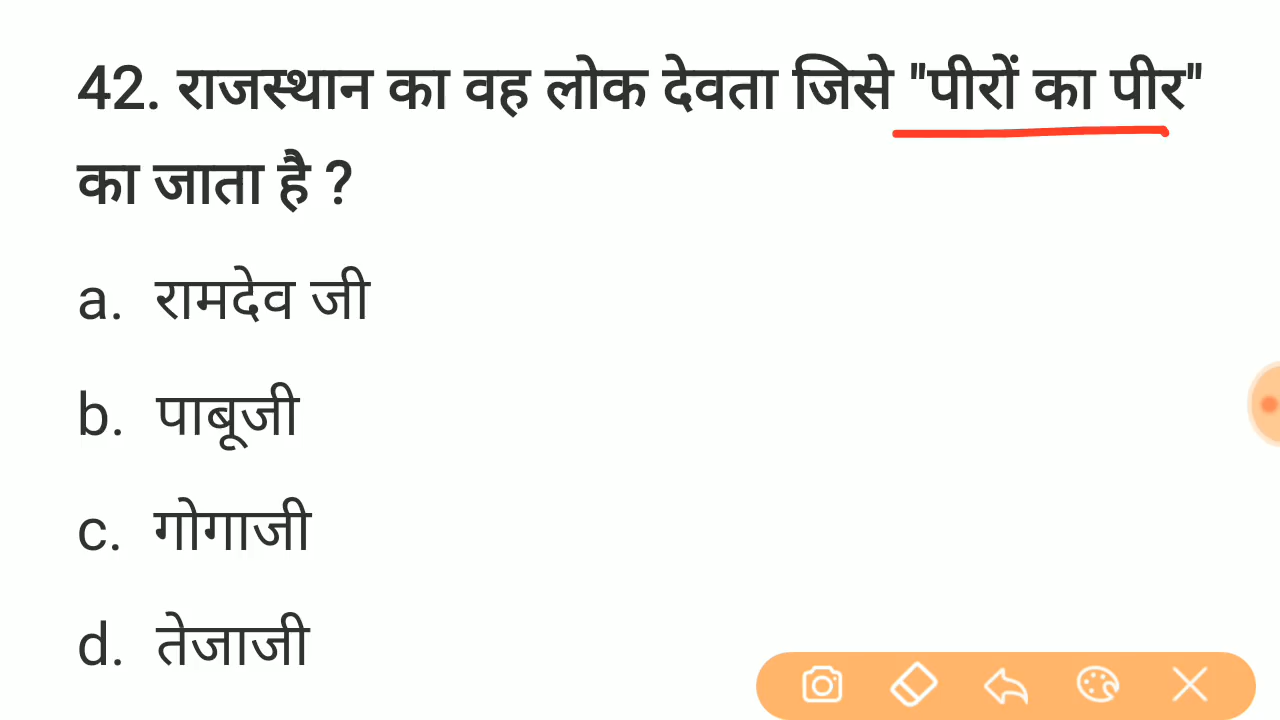 42. राजस्थान का वह लोक देवता जिसे "पीरों का पीर"
का जाता है ?
a. रामदेव जी
b. पाबूजी
c. गोगाजी
d. तेजाजी